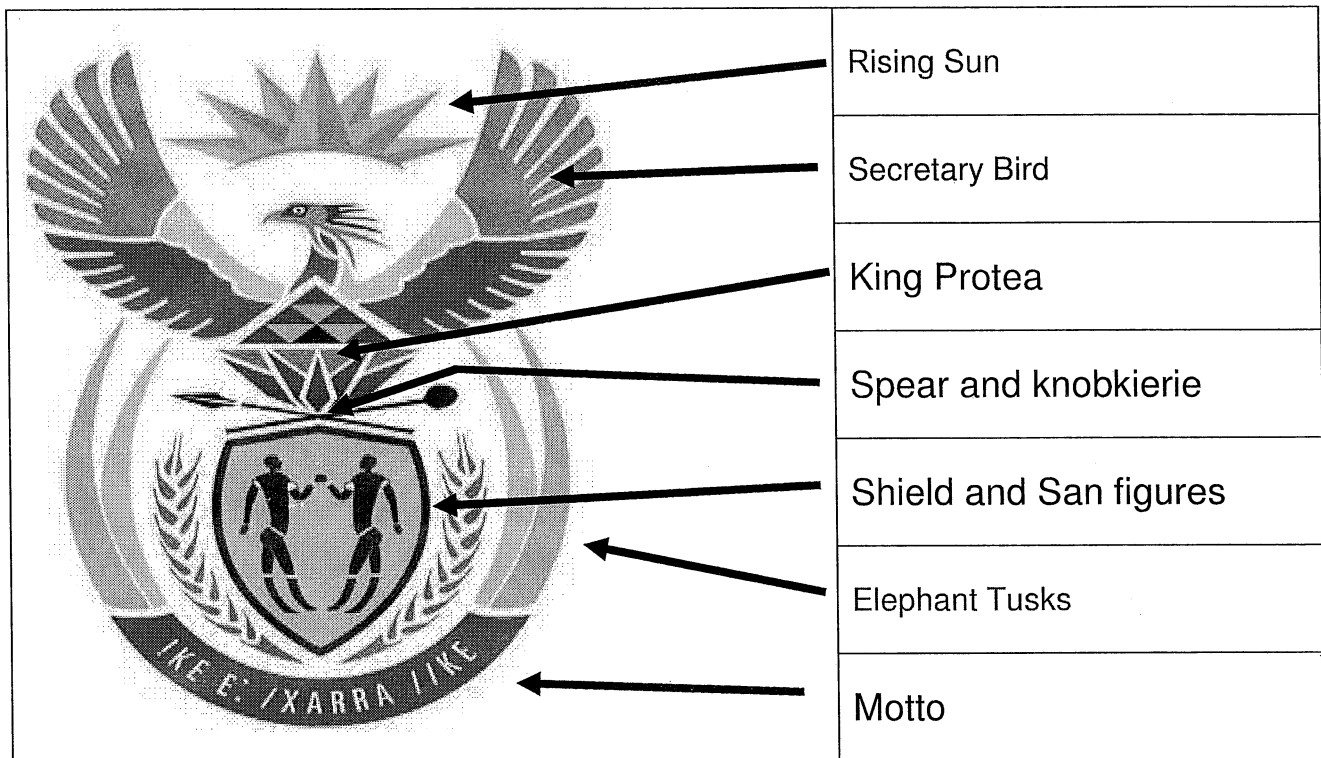 Rising Sun
Secretary Bird
King Protea
Spear and knobkierie
Shield and San figures
Elephant Tusks
Motto
!KE E: /XARRA //KE